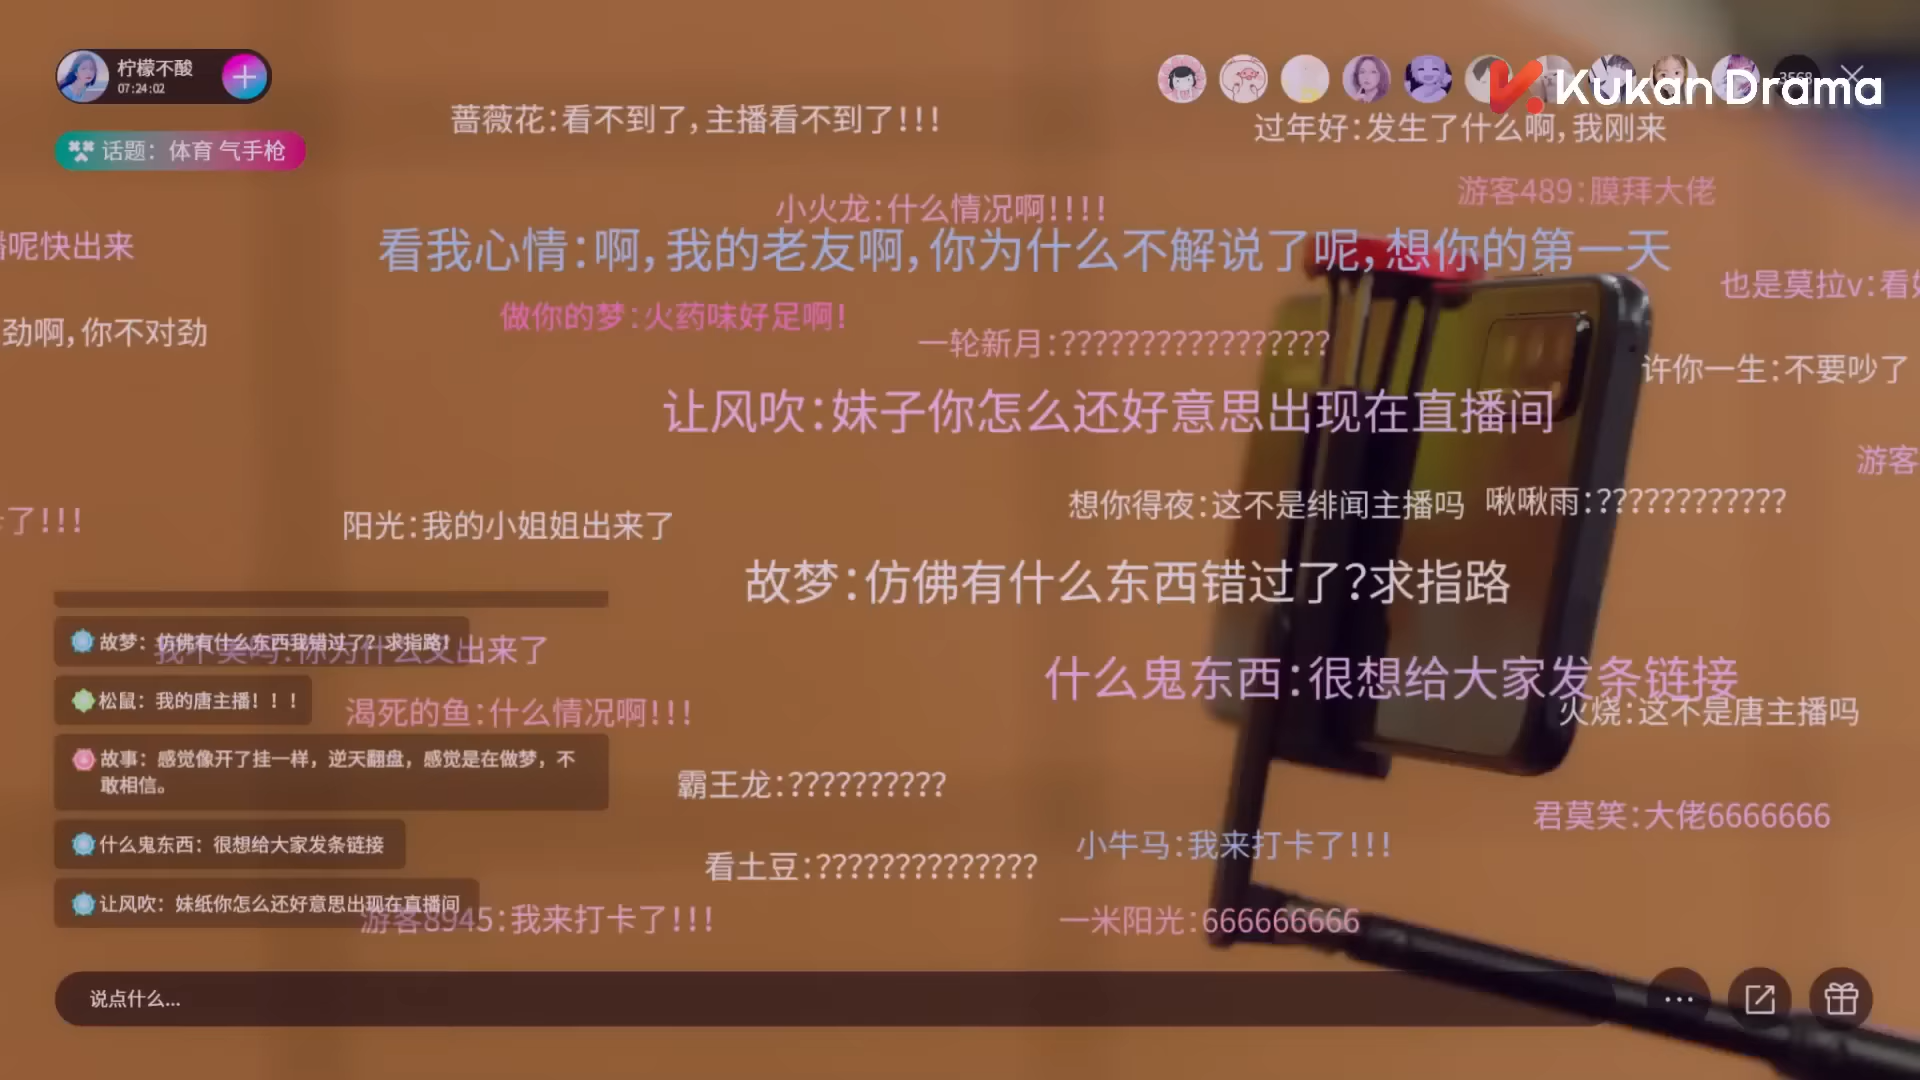 柠檬不酸
07:24:02
3568
Kukan Drama
蔷薇花:看不到了,主播看不到了!!!
过年好:发生了什么啊,我刚来
话题: 体育 气手枪
小火龙:什么情况啊!!!!
游客489:膜拜大佬
呢快出来
看我心情:啊,我的老友啊,你为什么不解说了呢,想你的第一天
也是莫拉v:看
做你的梦:火药味好足啊!
劲啊,你不对劲
一轮新月:?????????????????
许你一生:不要吵了
让风吹:妹子你怎么还好意思出现在直播间
游客
想你得夜:这不是绯闻主播吗
啾啾雨:????????????
了!!!
阳光:我的小姐姐出来了
故梦:仿佛有什么东西错过了?求指路
故梦: 仿佛有什么东西我错过了? 求指路!
我不美吗:你为什么又出来了
什么鬼东西:很想给大家发条链接
松鼠: 我的唐主播! ! !
渴死的鱼:什么情况啊!!!
火烧:这不是唐主播吗
故事: 感觉像开了挂一样, 逆天翻盘, 感觉是在做梦, 不
敢相信。
霸王龙:??????????
君莫笑:大佬6666666
什么鬼东西: 很想给大家发条链接
小牛马:我来打卡了!!!
看土豆:??????????????
让风吹: 妹纸你怎么还好意思出现在直播间
游客8945:我来打卡了!!!
一米阳光:666666666
说点什么...